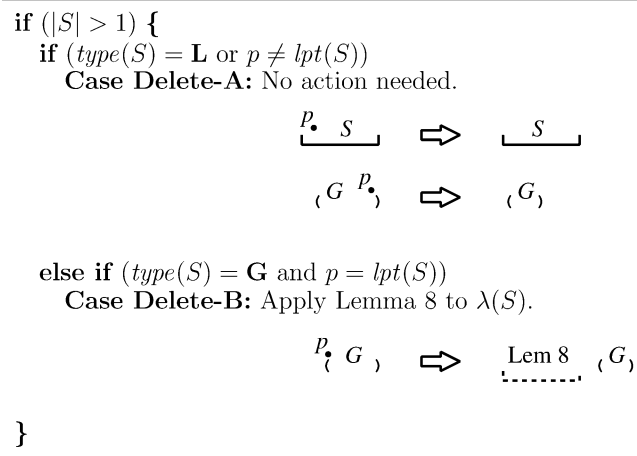 if (|S| > 1) {
if (type(S) = L or p ≠ lpt(S))
Case Delete-A: No action needed.
p S S
G p G
else if (type(S) = G and p = lpt(S))
Case Delete-B: Apply Lemma 8 to λ(S).
p G Lem 8 G
}